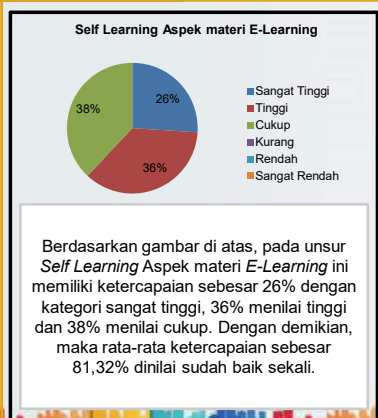 Self Learning Aspek materi E-Learning
26%
38%
36%
Sangat Tinggi
Tinggi
Cukup
Kurang
Rendah
Sangat Rendah
Berdasarkan gambar di atas, pada unsur
Self Learning Aspek materi E-Learning ini
memiliki ketercapaian sebesar 26% dengan
kategori sangat tinggi, 36% menilai tinggi
dan 38% menilai cukup. Dengan demikian,
maka rata-rata ketercapaian sebesar
81,32% dinilai sudah baik sekali.